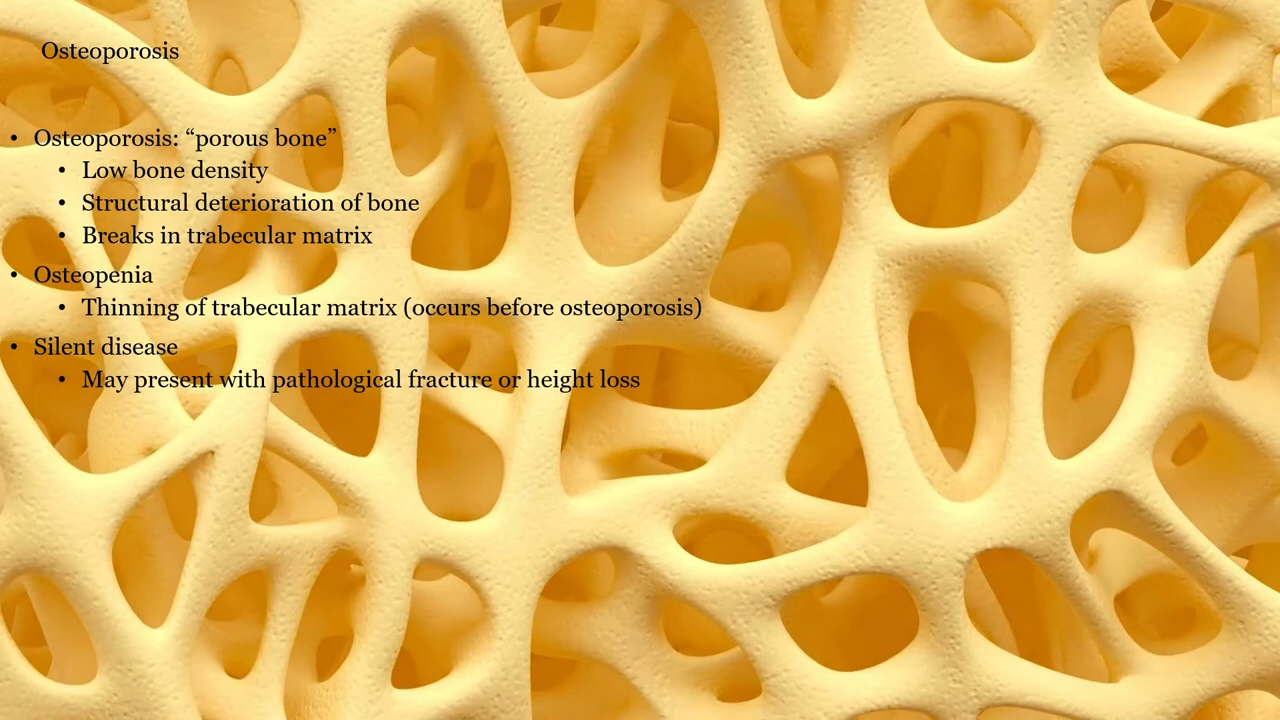 Osteoporosis
• Osteoporosis: “porous bone”
• Low bone density
• Structural deterioration of bone
• Breaks in trabecular matrix
• Osteopenia
• Thinning of trabecular matrix (occurs before osteoporosis)
• Silent disease
• May present with pathological fracture or height loss